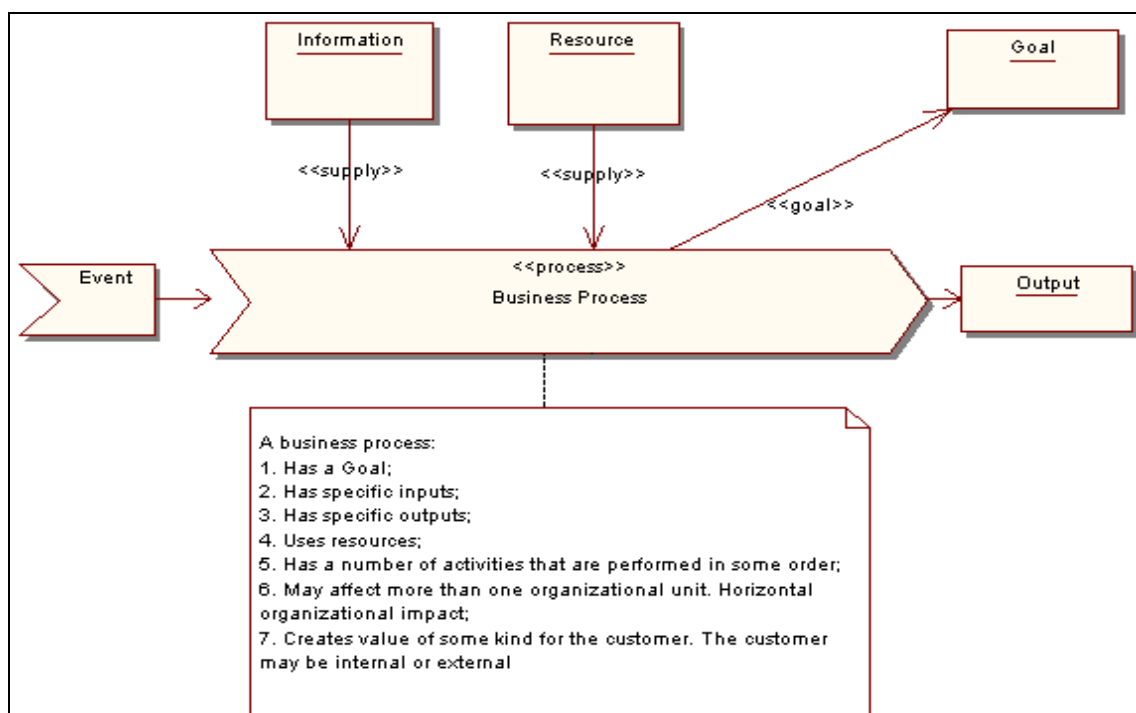 Information
Resource
Goal
<<supply>>
<<supply>>
<<goal>>
Event
<<process>>
Business Process
Output
A business process:
1. Has a Goal;
2. Has specific inputs;
3. Has specific outputs;
4. Uses resources;
5. Has a number of activities that are performed in some order;
6. May affect more than one organizational unit. Horizontal
organizational impact;
7. Creates value of some kind for the customer. The customer
may be internal or external